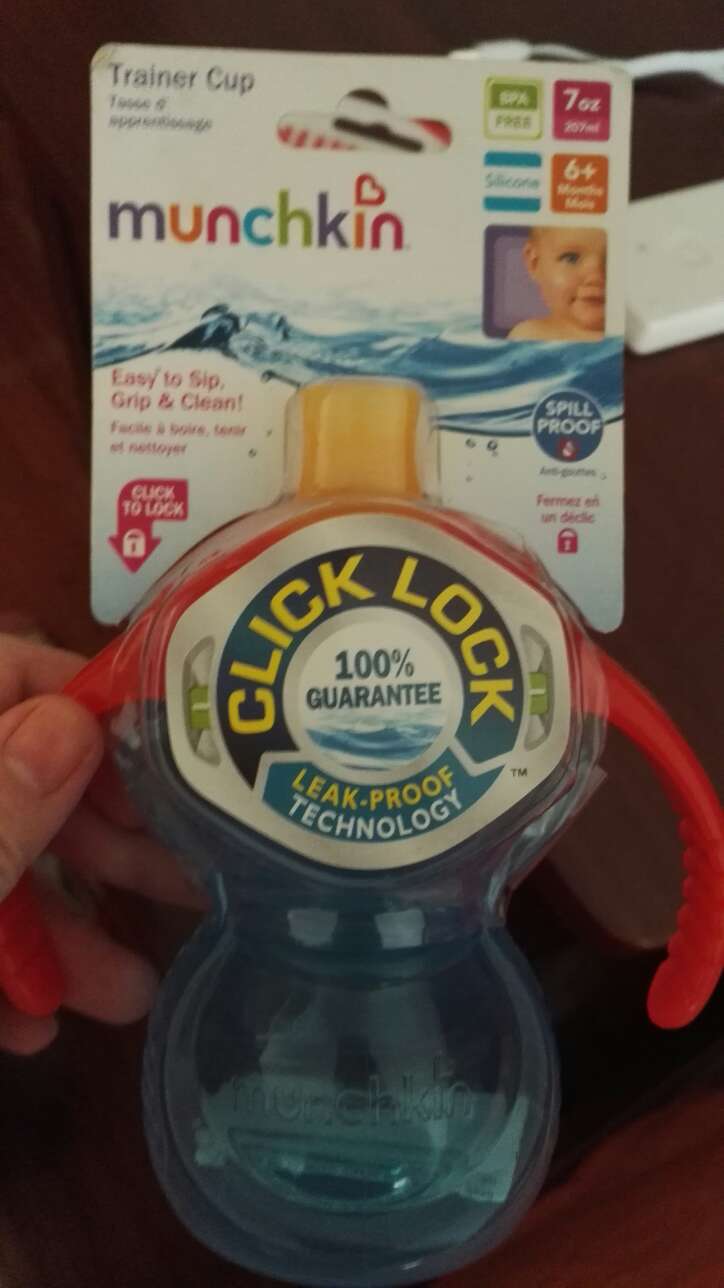 Trainer Cup
Tasse d'
apprentissage
BPA
FREE
7oz
207ml
Silicone
6+
Months
Mois
munchkin
Easy to Sip,
Grip & Clean!
Facile à boire, tenir
et nettoyer
SPILL
PROOF
Anti-gouttes
CLICK
TO LOCK
Fermez en
un déclic
CLICK LOCK
100%
GUARANTEE
LEAK-PROOF
TECHNOLOGY
TM
munchkin